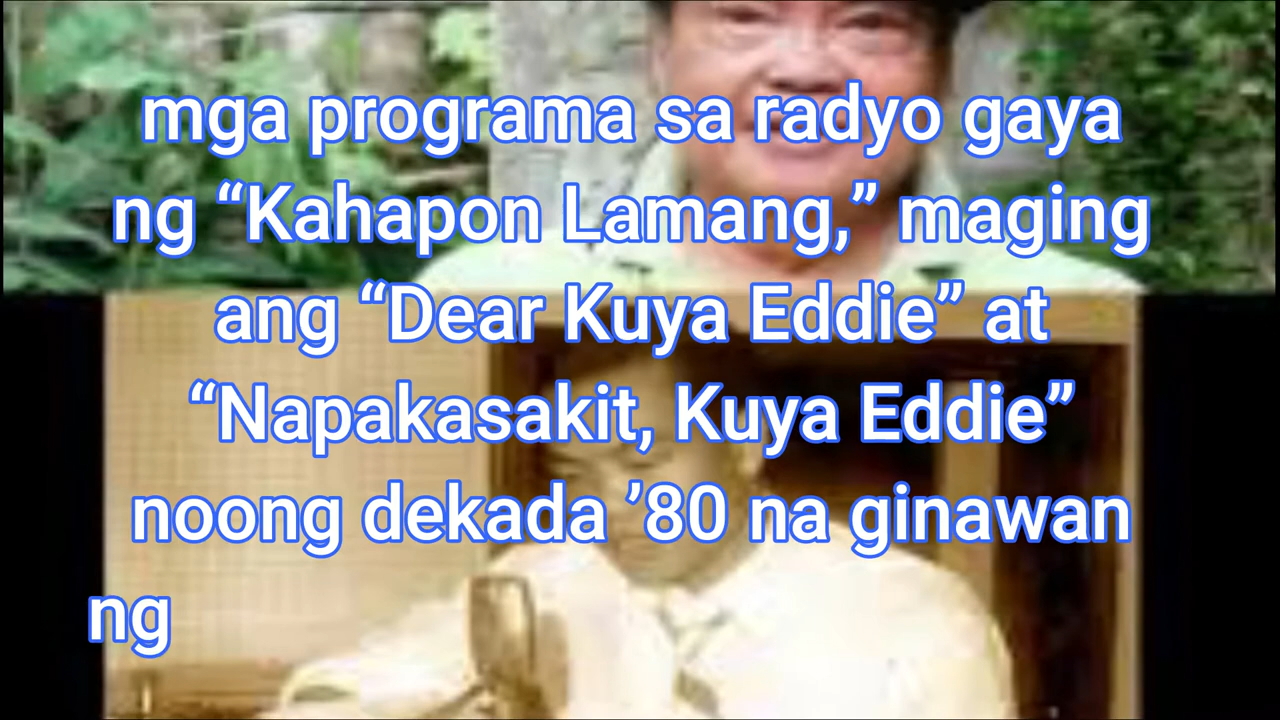 mga programa sa radyo gaya
ng “Kahapon Lamang,” maging
ang “Dear Kuya Eddie” at
“Napakasakit, Kuya Eddie”
noong dekada ’80 na ginawan
ng